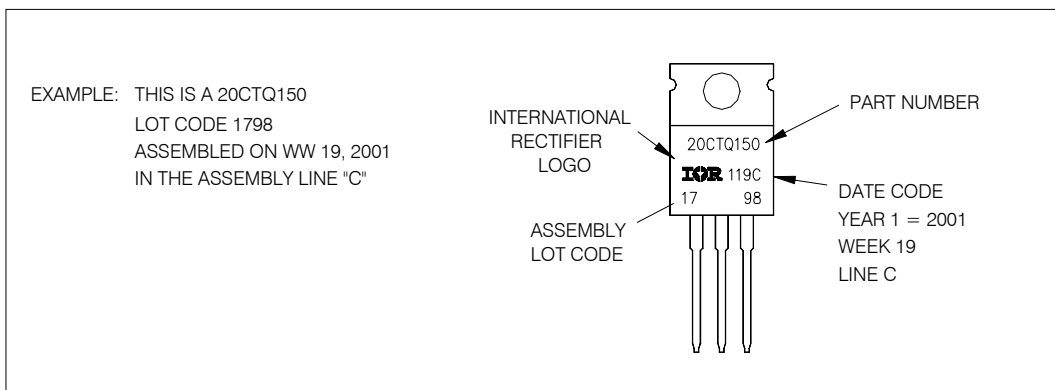 EXAMPLE: THIS IS A 20CTQ150
LOT CODE 1798
ASSEMBLED ON WW 19, 2001
IN THE ASSEMBLY LINE "C"
INTERNATIONAL
RECTIFIER
LOGO
ASSEMBLY
LOT CODE
20CTQ150
IOR 119C
17 98
PART NUMBER
DATE CODE
YEAR 1 = 2001
WEEK 19
LINE C